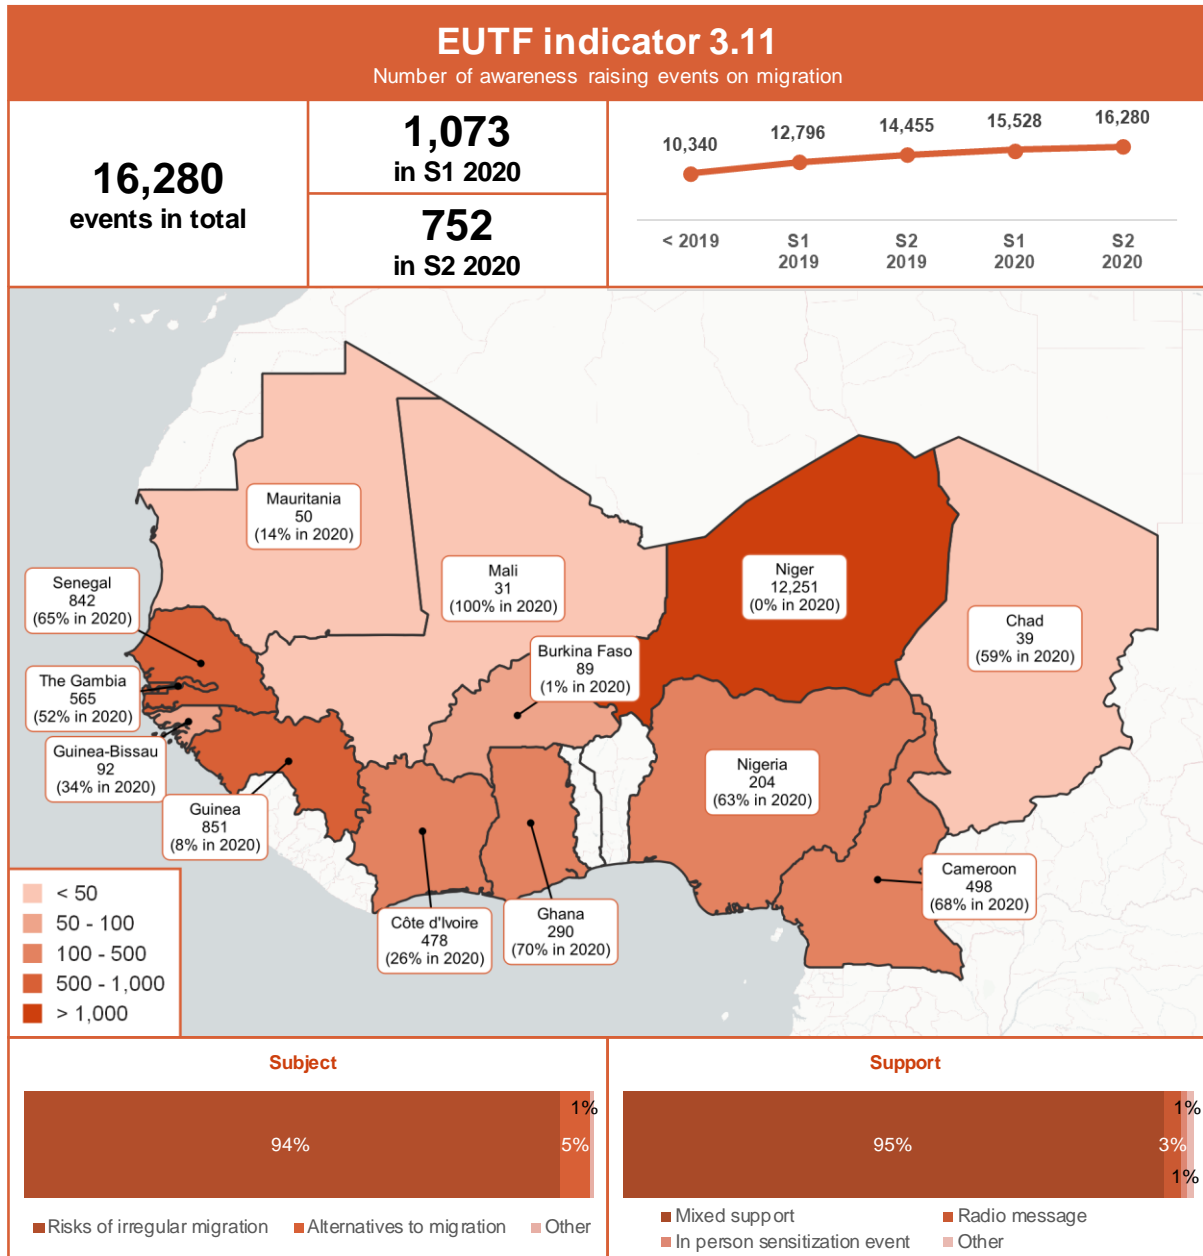 EUTF indicator 3.11
Number of awareness raising events on migration
16,280
events in total
1,073
in S1 2020
752
in S2 2020
10,340
12,796
14,455
15,528
16,280
< 2019
S1
2019
S2
2019
S1
2020
S2
2020
Mauritania
50
(14% in 2020)
Mali
31
(100% in 2020)
Niger
12,251
(0% in 2020)
Chad
39
(59% in 2020)
Senegal
842
(65% in 2020)
Burkina Faso
89
(1% in 2020)
The Gambia
565
(52% in 2020)
Guinea-Bissau
92
(34% in 2020)
Nigeria
204
(63% in 2020)
Guinea
851
(8% in 2020)
Cameroon
498
(68% in 2020)
Côte d'Ivoire
478
(26% in 2020)
Ghana
290
(70% in 2020)
< 50
50 - 100
100 - 500
500 - 1,000
> 1,000
Subject
94%
5%
1%
Risks of irregular migration
Alternatives to migration
Other
Support
95%
3%
1%
1%
Mixed support
Radio message
In person sensitization event
Other